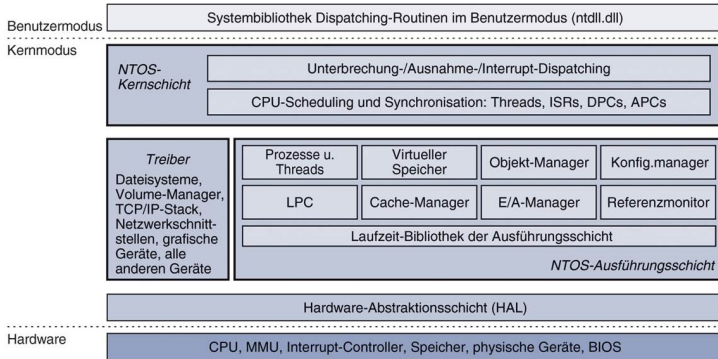 Systembibliothek Dispatching-Routinen im Benutzermodus (ntdll.dll)
Benutzermodus
Kernmodus
NTOS-
Kernschicht
Unterbrechung-/Ausnahme-/Interrupt-Dispatching
CPU-Scheduling und Synchronisation: Threads, ISRs, DPCs, APCs
Treiber
Dateisysteme,
Volume-Manager,
TCP/IP-Stack,
Netzwerkschnitt-
stellen, grafische
Geräte, alle
anderen Geräte
Prozesse u.
Threads
Virtueller
Speicher
Objekt-Manager
Konfig.manager
LPC
Cache-Manager
E/A-Manager
Referenzmonitor
Laufzeit-Bibliothek der Ausführungsschicht
NTOS-Ausführungsschicht
Hardware-Abstraktionsschicht (HAL)
Hardware
CPU, MMU, Interrupt-Controller, Speicher, physische Geräte, BIOS